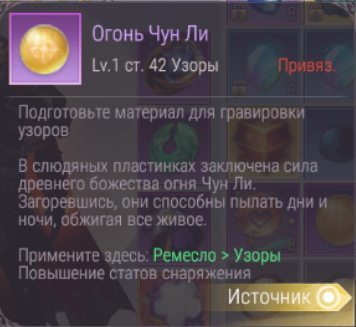 Огонь Чун Ли
Lv.1 ст. 42 Узоры Привяз.
Подготовьте материал для гравировки
узоров
В слюдяных пластинках заключена сила
древнего божества огня Чун Ли.
Загоревшись, они способны пылать дни и
ночи, обжигая все живое.
Примените здесь: Ремесло > Узоры
Повышение статов снаряжения
Источник